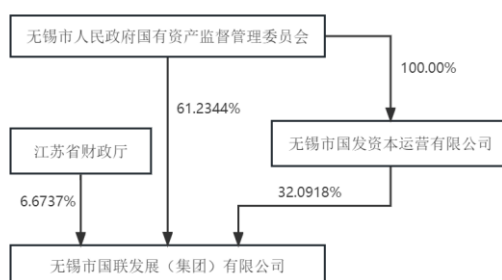 无锡市人民政府国有资产监督管理委员会
100.00%
61.2344%
江苏省财政厅
无锡市国发资本运营有限公司
6.6737%
32.0918%
无锡市国联发展（集团）有限公司